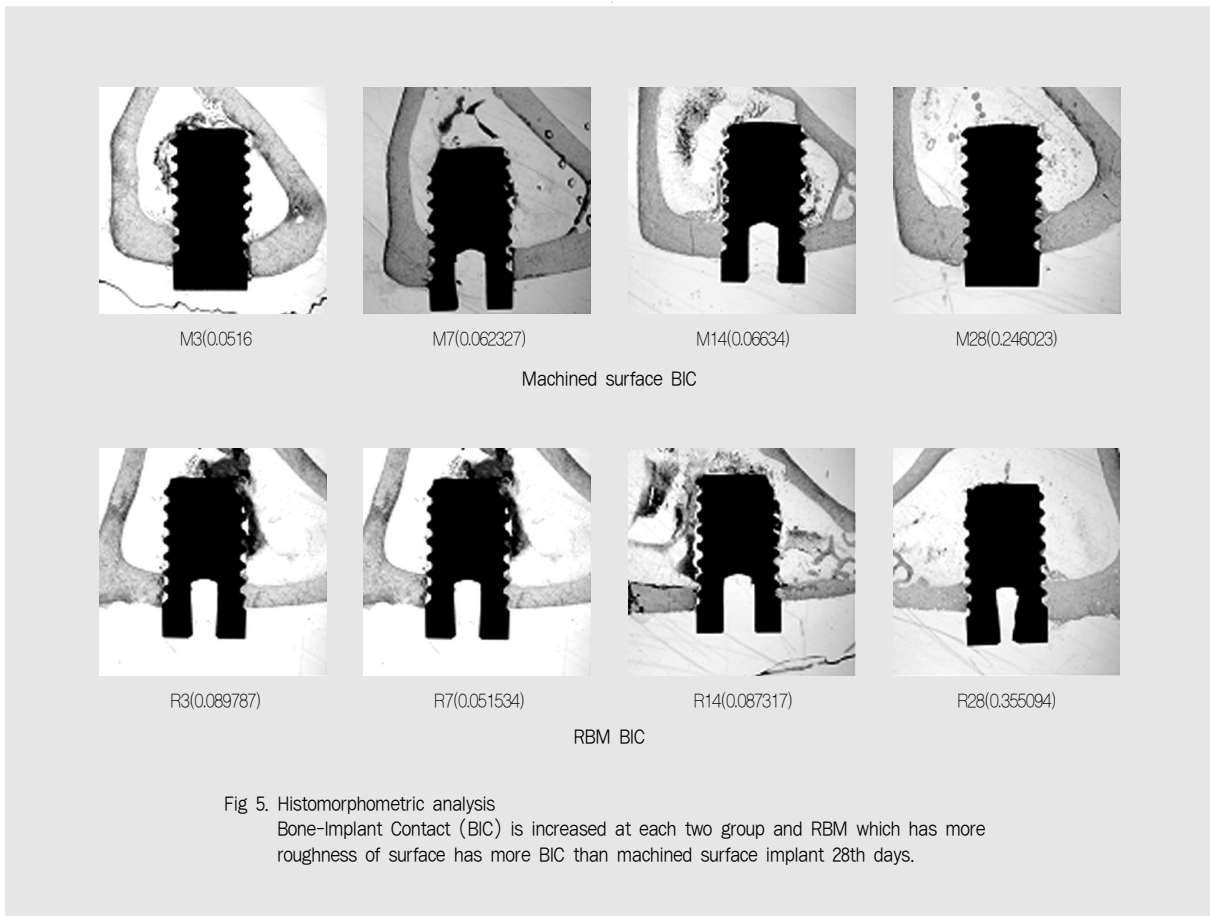 M3(0.0516
M7(0.062327)
M14(0.06634)
M28(0.246023)
Machined surface BIC
R3(0.089787)
R7(0.051534)
R14(0.087317)
R28(0.355094)
RBM BIC
Fig 5. Histomorphometric analysis
Bone-Implant Contact (BIC) is increased at each two group and RBM which has more
roughness of surface has more BIC than machined surface implant 28th days.